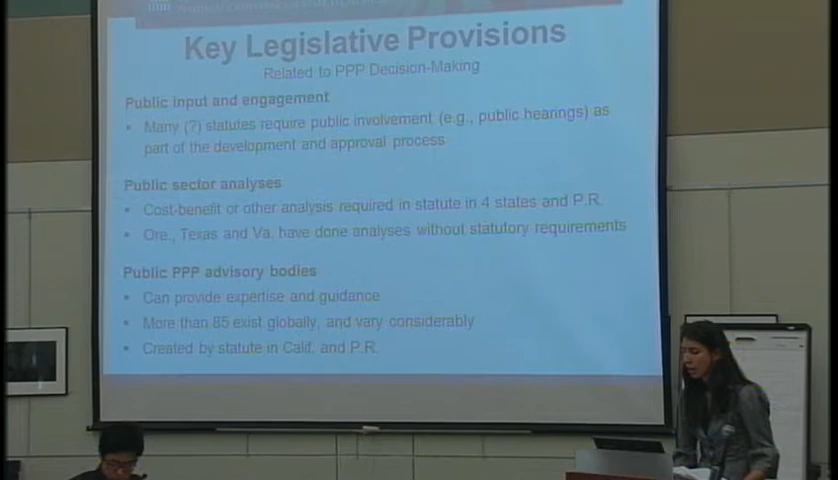 Key Legislative Provisions
Related to PPP Decision-Making
Public input and engagement
• Many (?) statutes require public involvement (e.g., public hearings) as
part of the development and approval process
Public sector analyses
• Cost-benefit or other analysis required in statute in 4 states and P.R.
• Ore., Texas and Va. have done analyses without statutory requirements
Public PPP advisory bodies
• Can provide expertise and guidance
• More than 85 exist globally, and vary considerably
• Created by statute in Calif. and P.R.